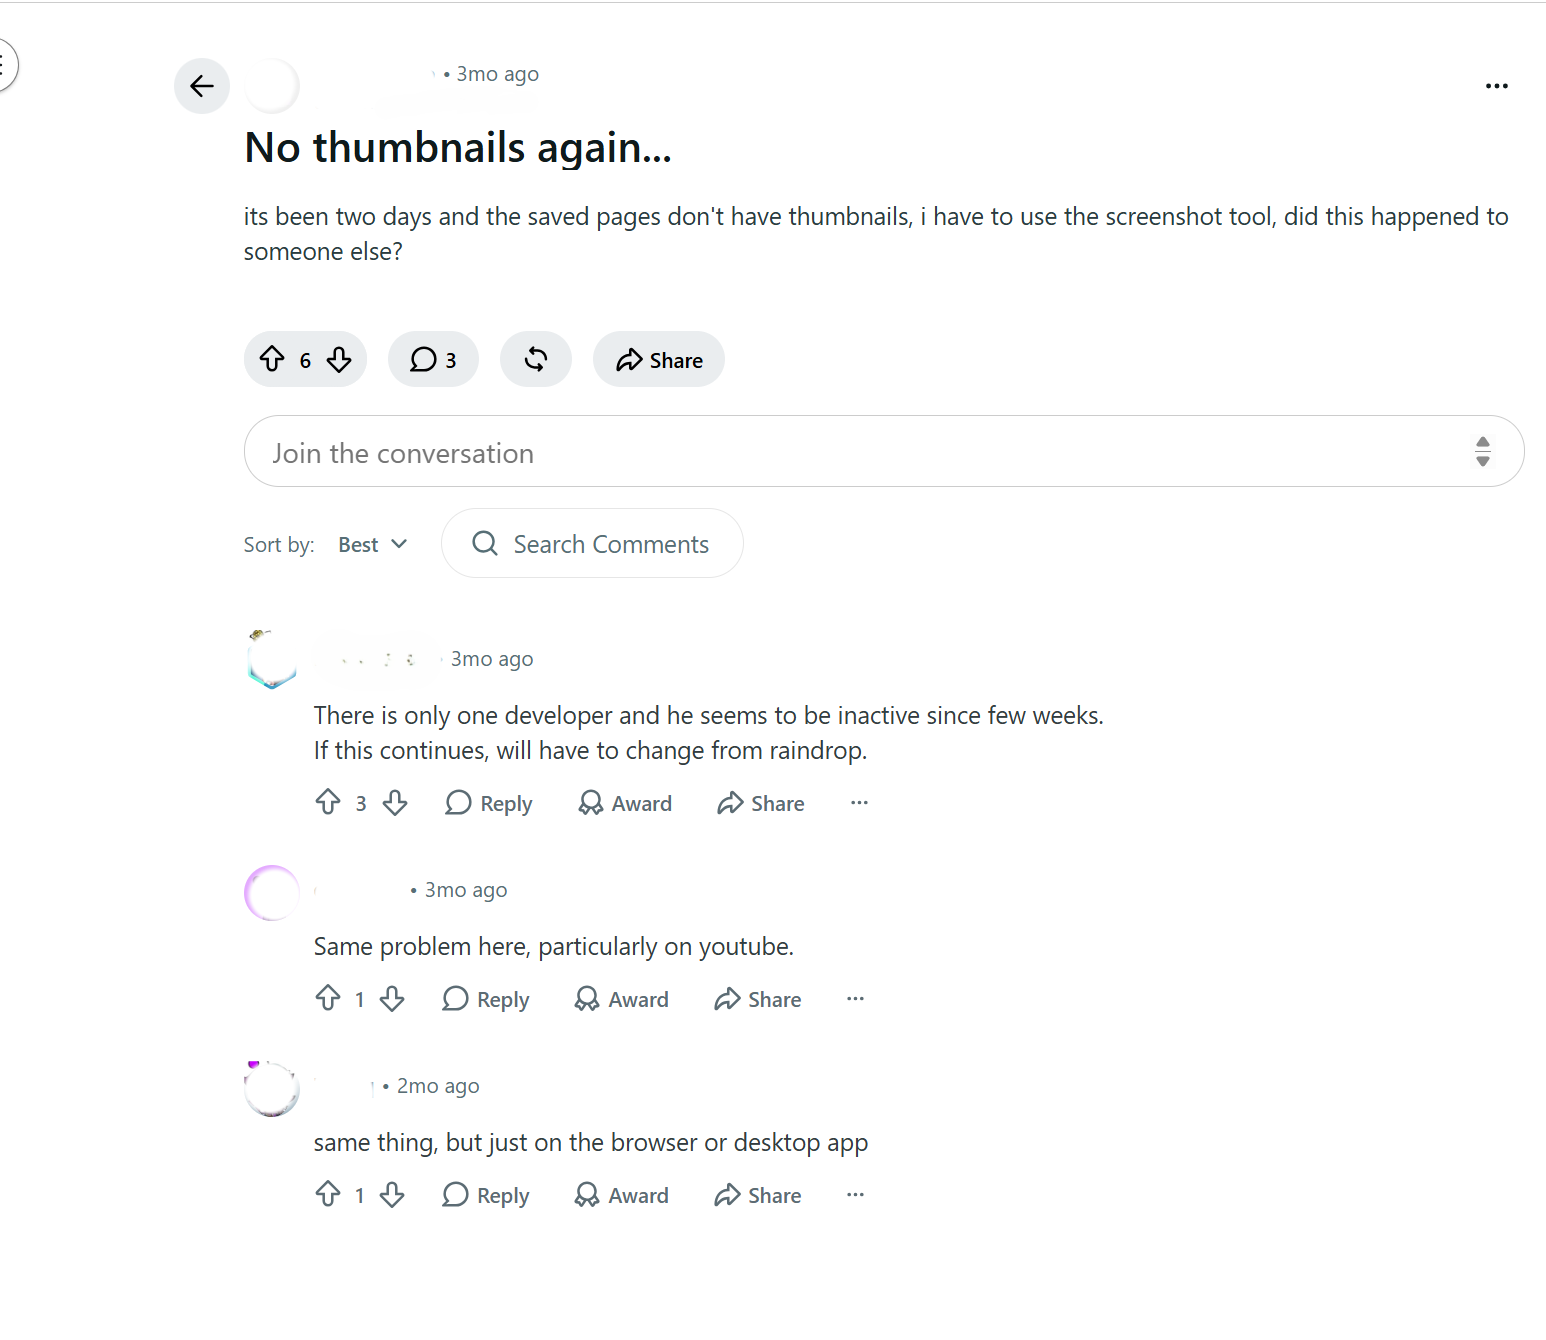 • 3mo ago
No thumbnails again...
its been two days and the saved pages don't have thumbnails, i have to use the screenshot tool, did this happened to
someone else?
6 3 Share
Join the conversation
Sort by: Best Search Comments
3mo ago
There is only one developer and he seems to be inactive since few weeks.
If this continues, will have to change from raindrop.
3 Reply Award Share
• 3mo ago
Same problem here, particularly on youtube.
1 Reply Award Share
• 2mo ago
same thing, but just on the browser or desktop app
1 Reply Award Share